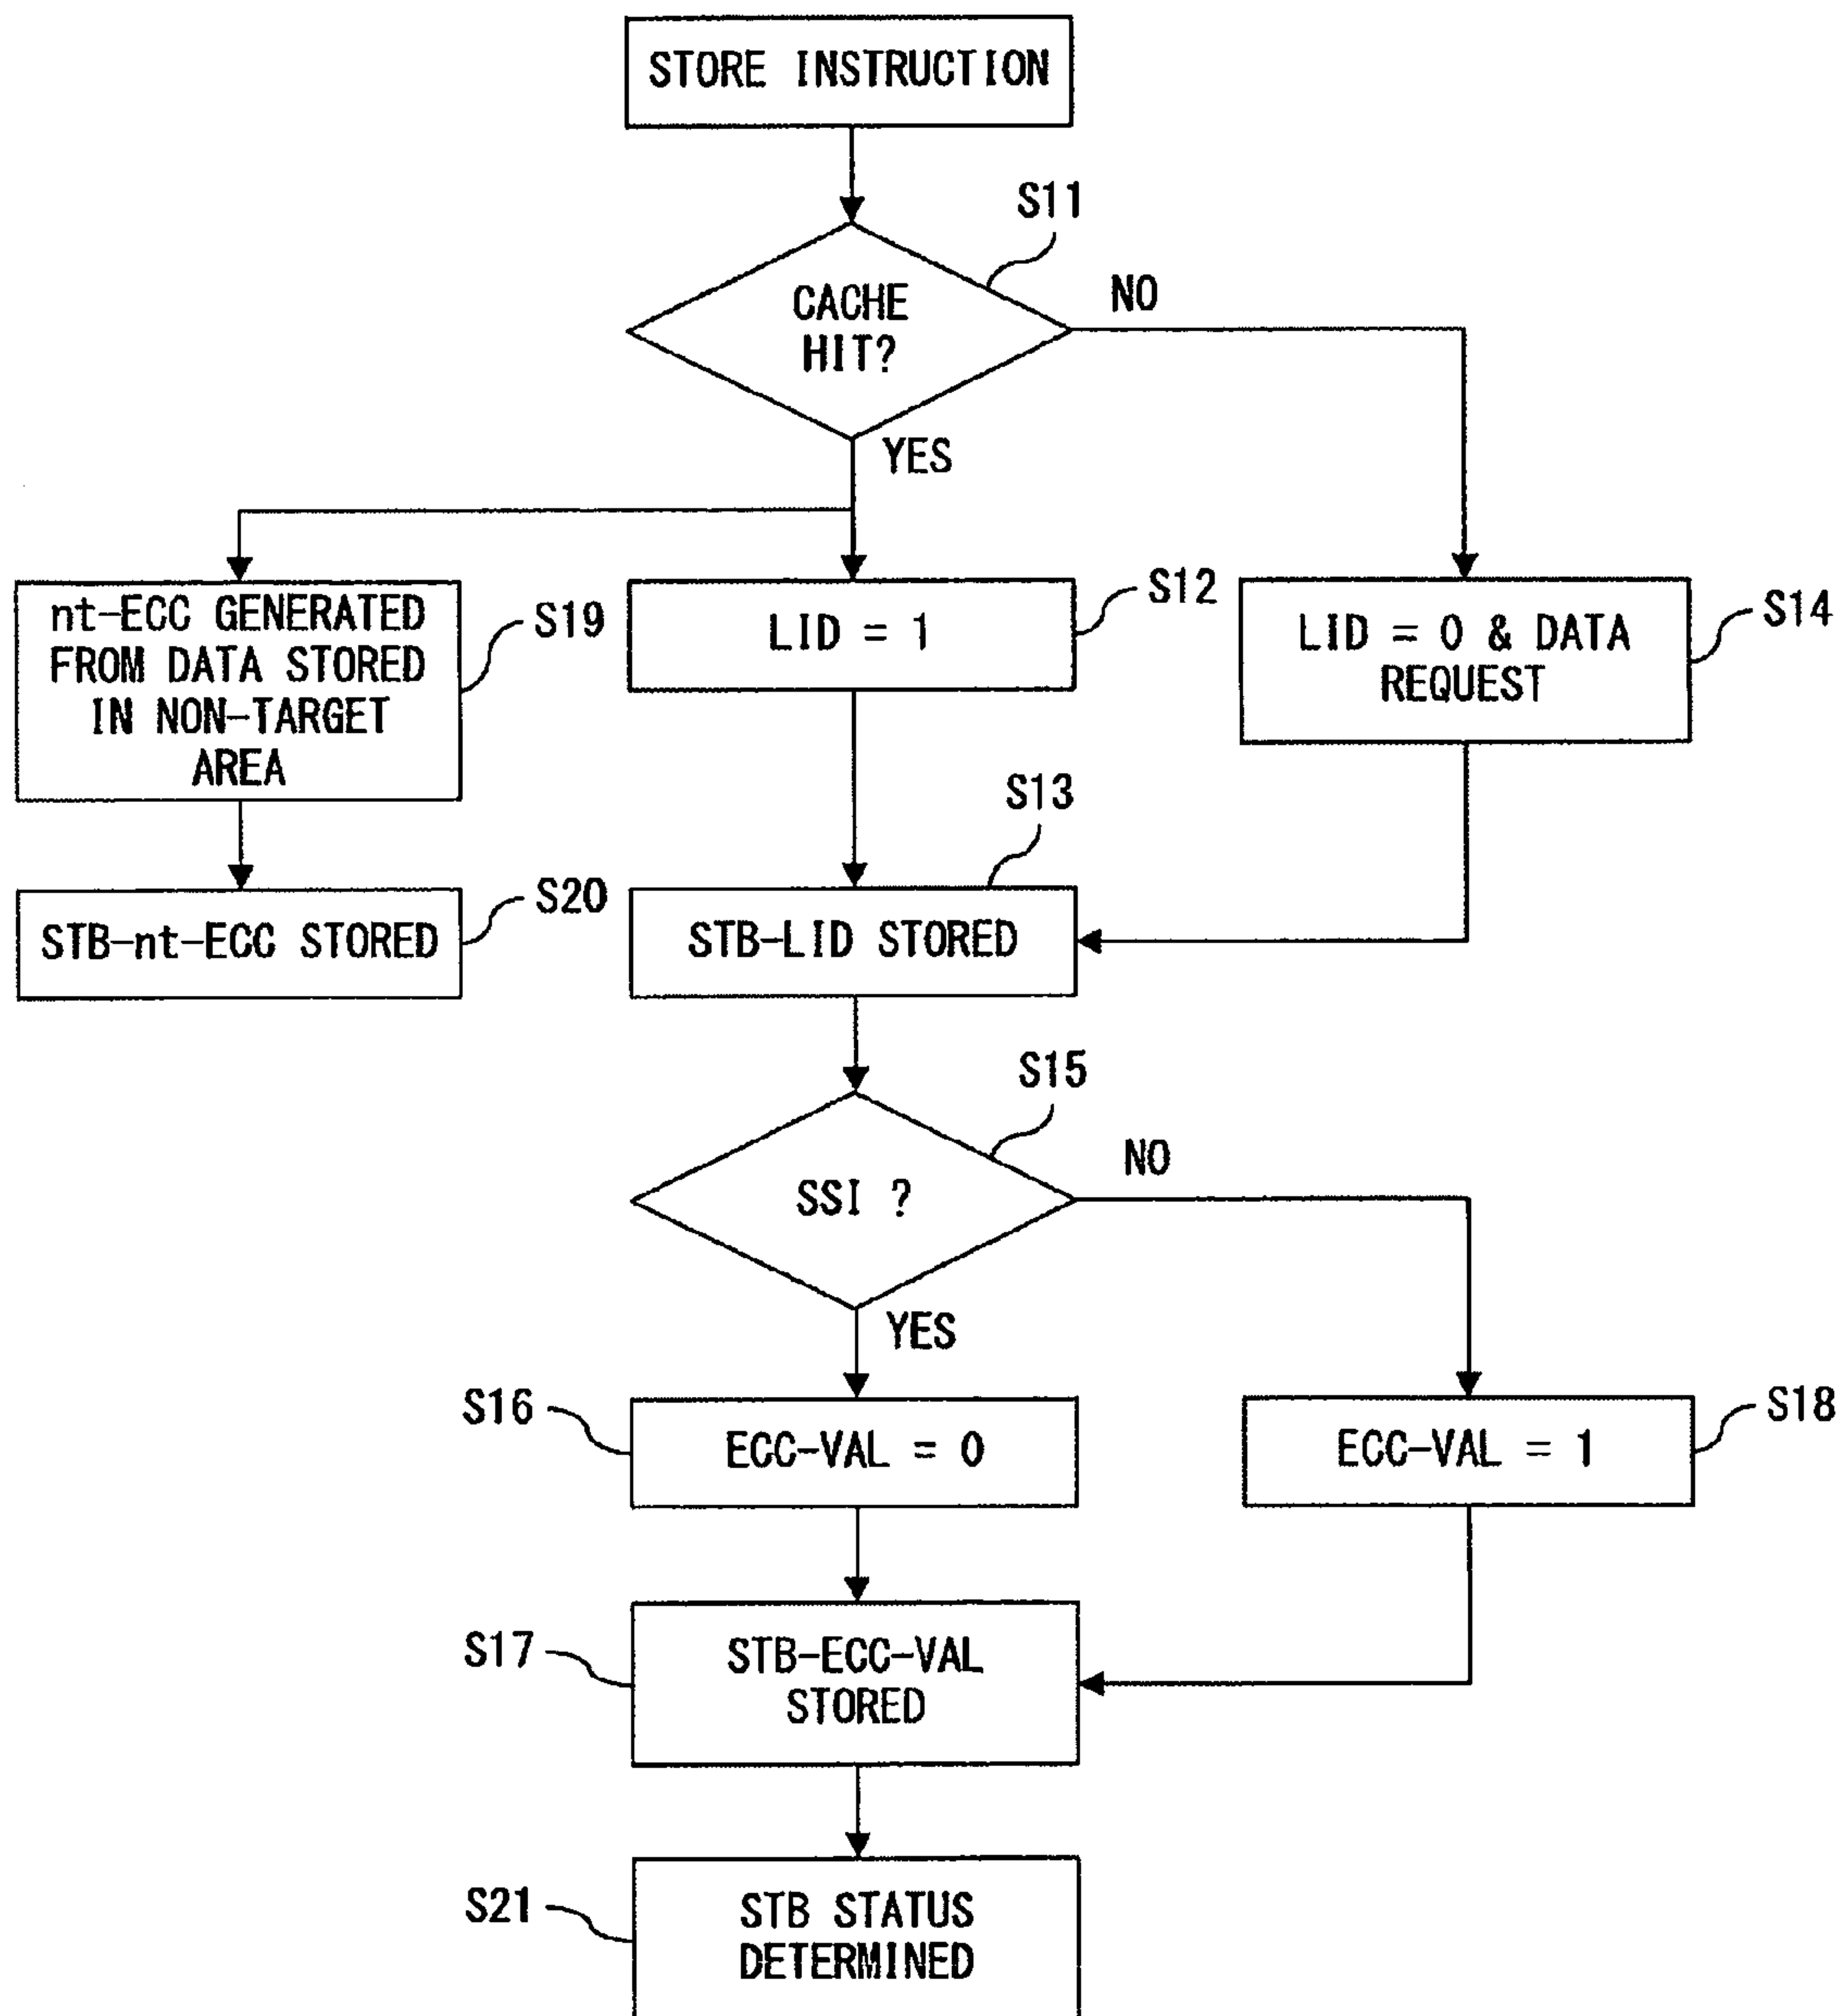 STORE INSTRUCTION
S11
CACHE
HIT?
NO
YES
nt-ECC GENERATED
FROM DATA STORED
IN NON-TARGET
AREA
S19
LID = 1
S12
LID = 0 & DATA
REQUEST
S14
STB-nt-ECC STORED
S20
S13
STB-LID STORED
S15
SSI ?
NO
YES
S16
ECC-VAL = 0
ECC-VAL = 1
S18
S17
STB-ECC-VAL
STORED
S21
STB STATUS
DETERMINED